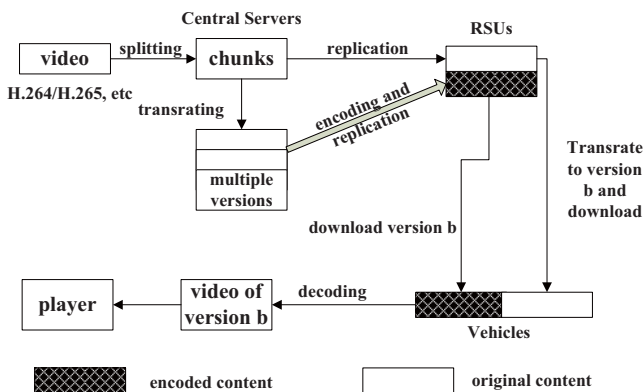 Central Servers
RSUs
video
splitting
chunks
replication
H.264/H.265, etc
transrating
encoding and
replication
multiple
versions
Transrate
to version
b and
download
download version b
player
video of
version b
decoding
Vehicles
encoded content
original content